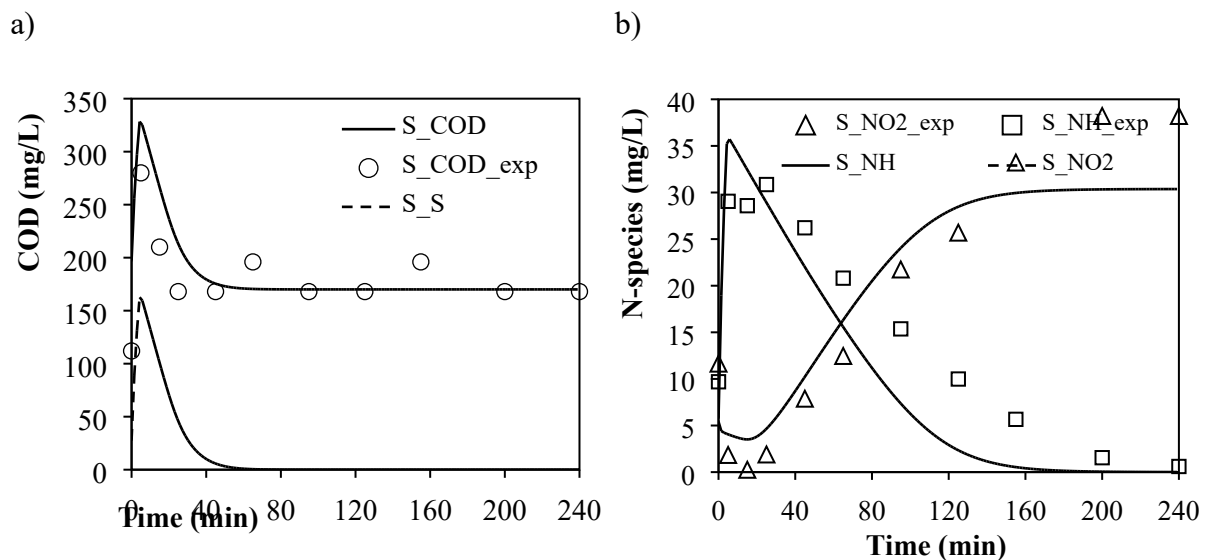 a)
350
300
250
200
150
100
50
0
COD (mg/L)
S_COD
S_COD_exp
S_S
0 40 80 120 160 200 240
Time (min)
b)
40
35
30
25
20
15
10
5
0
N-species (mg/L)
S_NO2_exp S_NH_exp
S_NH S_NO2
0 40 80 120 160 200 240
Time (min)